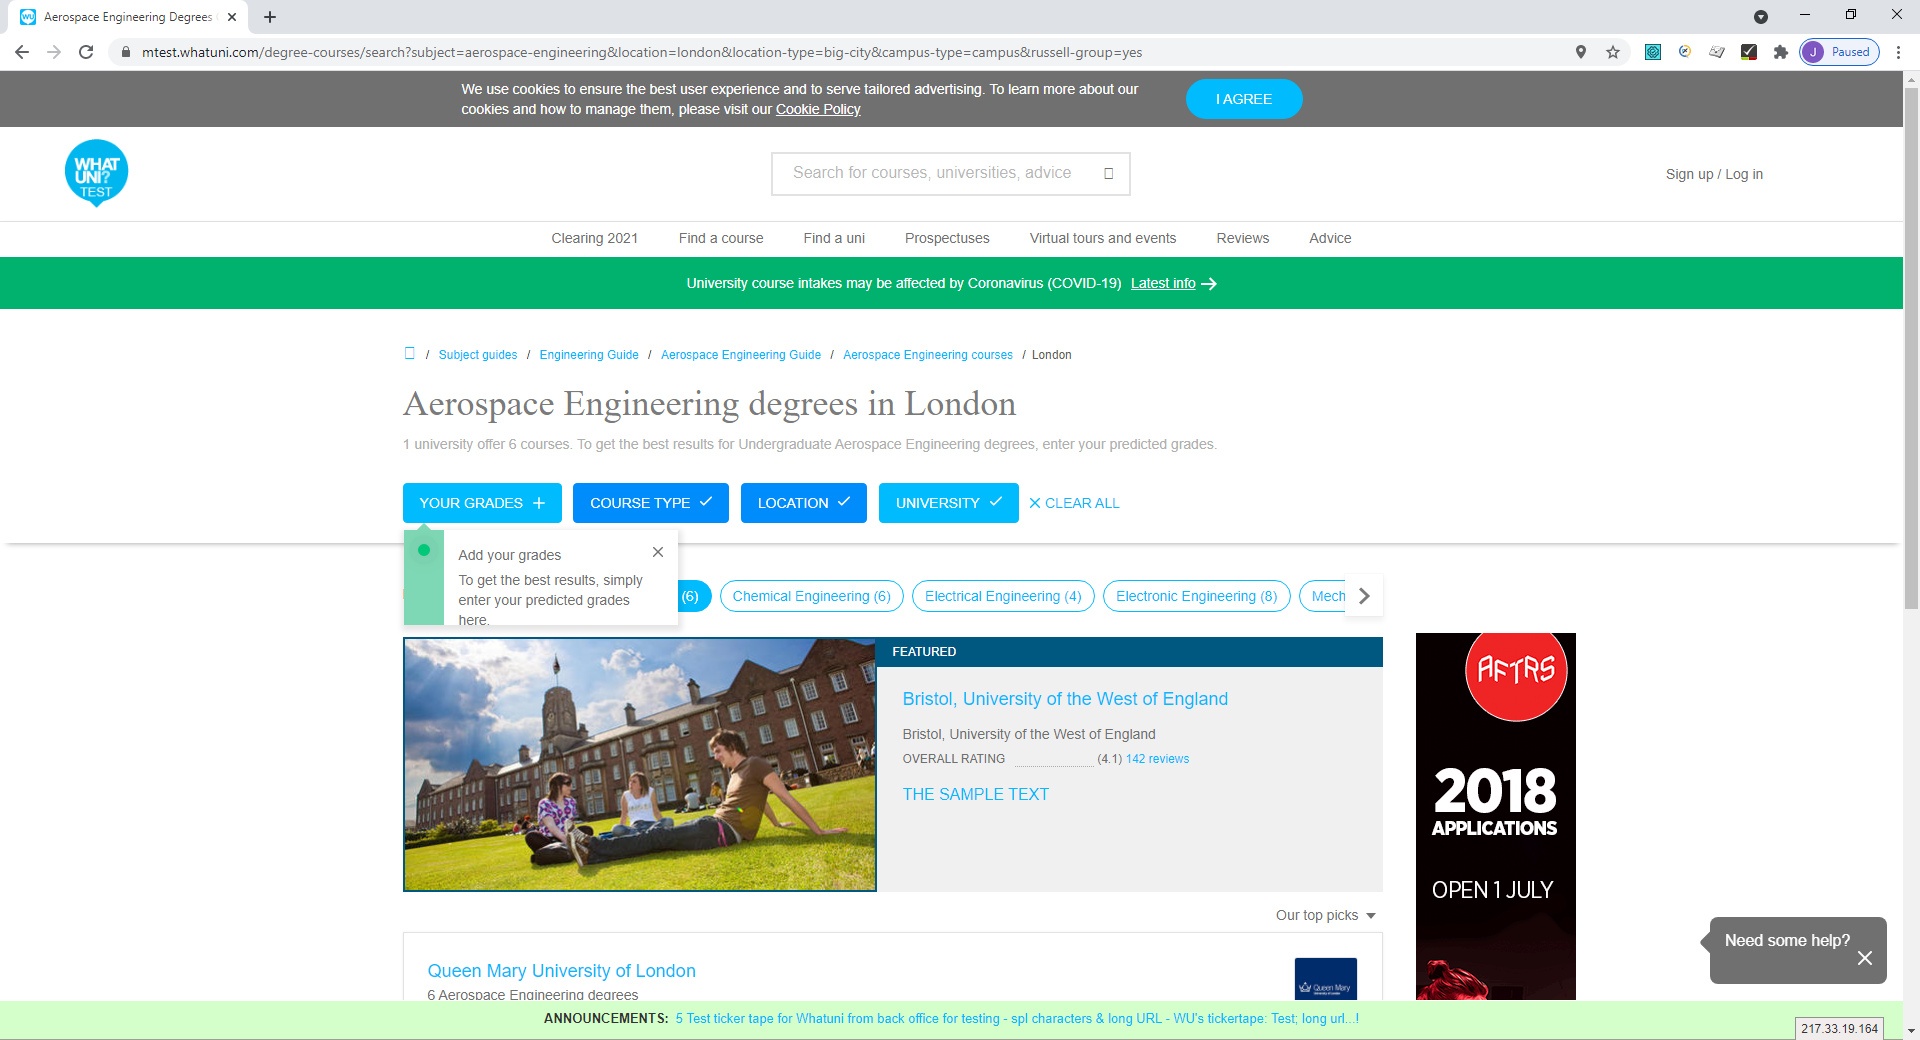 Aerospace Engineering Degrees
mtest.whatuni.com/degree-courses/search?subject=aerospace-engineering&location=london&location-type=big-city&campus-type=campus&russell-group=yes
J Paused
We use cookies to ensure the best user experience and to serve tailored advertising. To learn more about our
cookies and how to manage them, please visit our Cookie Policy
I AGREE
WHAT
UNI?
TEST
Search for courses, universities, advice
Sign up / Log in
Clearing 2021 Find a course Find a uni Prospectuses Virtual tours and events Reviews Advice
University course intakes may be affected by Coronavirus (COVID-19) Latest info
/ Subject guides / Engineering Guide / Aerospace Engineering Guide / Aerospace Engineering courses / London
Aerospace Engineering degrees in London
1 university offer 6 courses. To get the best results for Undergraduate Aerospace Engineering degrees, enter your predicted grades.
YOUR GRADES COURSE TYPE LOCATION UNIVERSITY CLEAR ALL
Add your grades
To get the best results, simply
enter your predicted grades
here.
(6) Chemical Engineering (6) Electrical Engineering (4) Electronic Engineering (8) Mech
FEATURED
Bristol, University of the West of England
Bristol, University of the West of England
OVERALL RATING (4.1) 142 reviews
THE SAMPLE TEXT
AFTRS
2018
APPLICATIONS
OPEN 1 JULY
Our top picks
Queen Mary University of London
6 Aerospace Engineering degrees
Queen Mary
University of London
Need some help?
ANNOUNCEMENTS: 5 Test ticker tape for Whatuni from back office for testing - spl characters & long URL - WU's tickertape: Test; long url...!
217.33.19.164